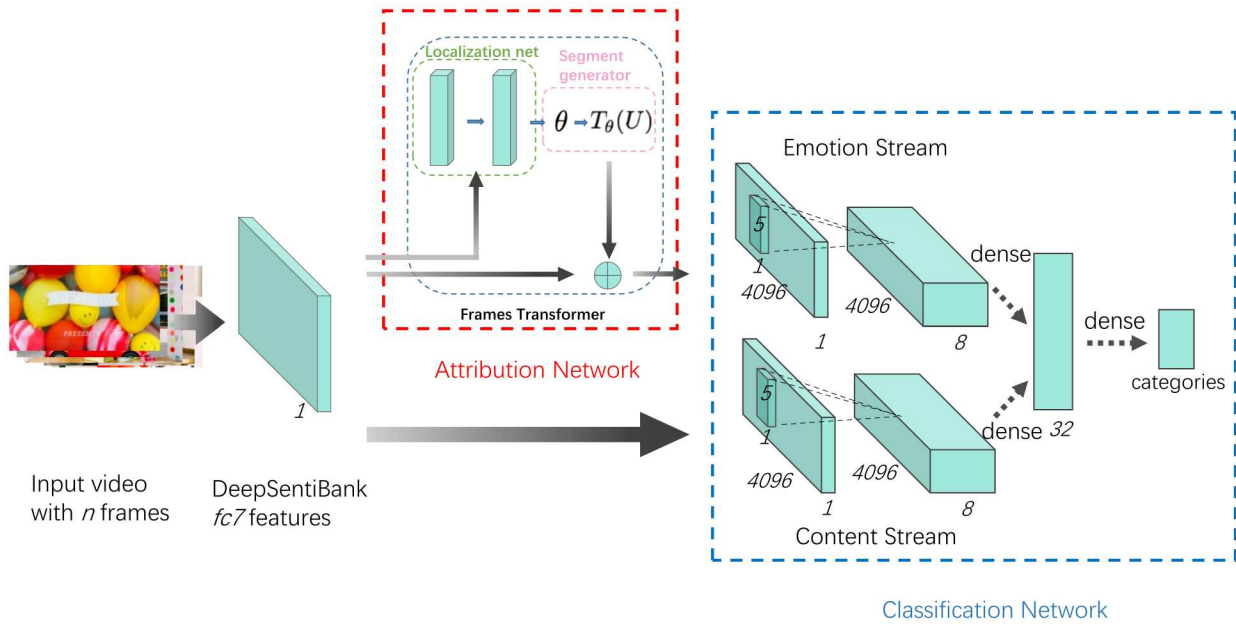 Localization net
Segment
generator
θ
T_θ(U)
Frames Transformer
Attribution Network
PRESENT
1
Input video
with n frames
DeepSentiBank
fc7 features
Emotion Stream
5
1
4096
1
4096
8
dense
dense
categories
5
1
4096
1
4096
8
dense
32
Content Stream
Classification Network